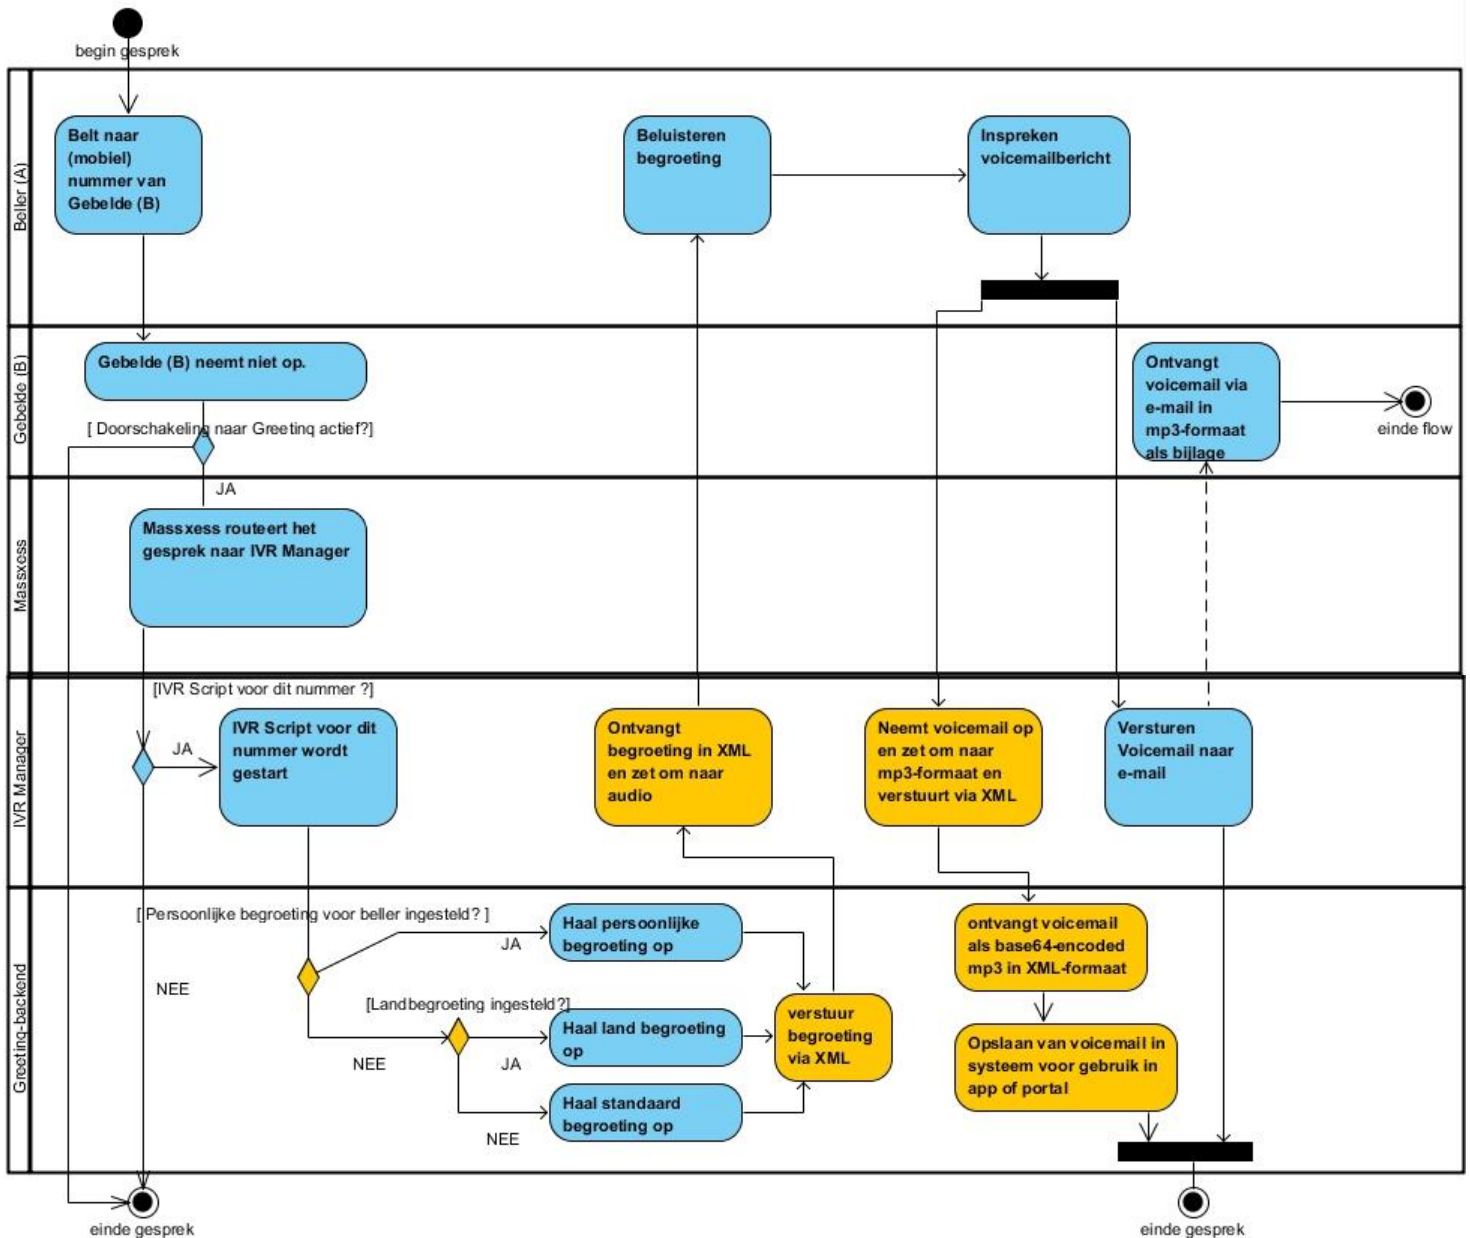 begin gesprek
Beller (A)
Belt naar
(mobiel)
nummer van
Gebelde (B)
Beluisteren
begroeting
Inspreken
voicemailbericht
Gebelde (B)
Gebelde (B) neemt niet op.
[ Doorschakeling naar Greetinq actief?]
JA
Ontvangt
voicemail via
e-mail in
mp3-formaat
als bijlage
einde flow
Massxess
Massxess routeert het
gesprek naar IVR Manager
IVR Manager
[IVR Script voor dit nummer ?]
JA
IVR Script voor dit
nummer wordt
gestart
Ontvangt
begroeting in XML
en zet om naar
audio
Neemt voicemail op
en zet om naar
mp3-formaat en
verstuurt via XML
Versturen
Voicemail naar
e-mail
Greetinq-backend
[ Persoonlijke begroeting voor beller ingesteld? ]
JA
Haal persoonlijke
begroeting op
NEE
[Landbegroeting ingesteld?]
NEE
JA
Haal land begroeting
op
NEE
Haal standaard
begroeting op
verstuur
begroeting
via XML
ontvangt voicemail
als base64-encoded
mp3 in XML-formaat
Opslaan van voicemail in
systeem voor gebruik in
app of portal
einde gesprek
einde gesprek